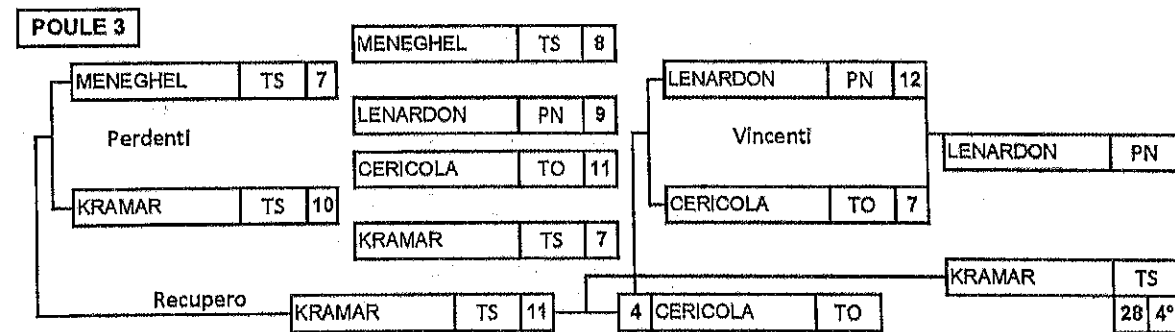 POULE 3
MENEGHEL TS 8
MENEGHEL TS 7
LENARDON PN 12
LENARDON PN 9
Perdenti
Vincenti
LENARDON PN
CERICOLA TO 11
KRAMAR TS 10
CERICOLA TO 7
KRAMAR TS 7
KRAMAR TS
Recupero
KRAMAR TS 11
4 CERICOLA TO
28 4°